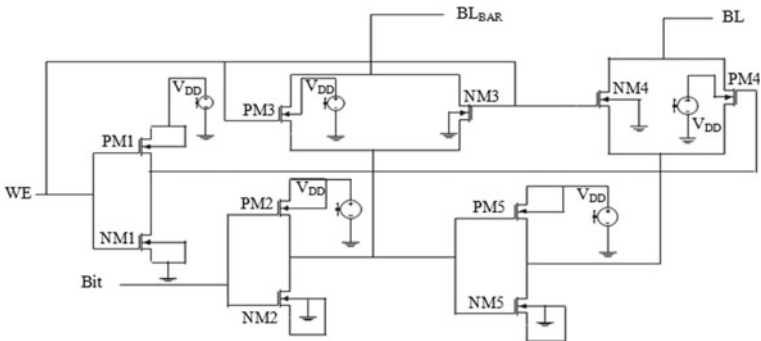 BL_BAR
BL
V_DD
PM3
V_DD
NM3
NM4
PM4
V_DD
PM1
WE
PM2
V_DD
PM5
V_DD
NM1
Bit
NM2
NM5